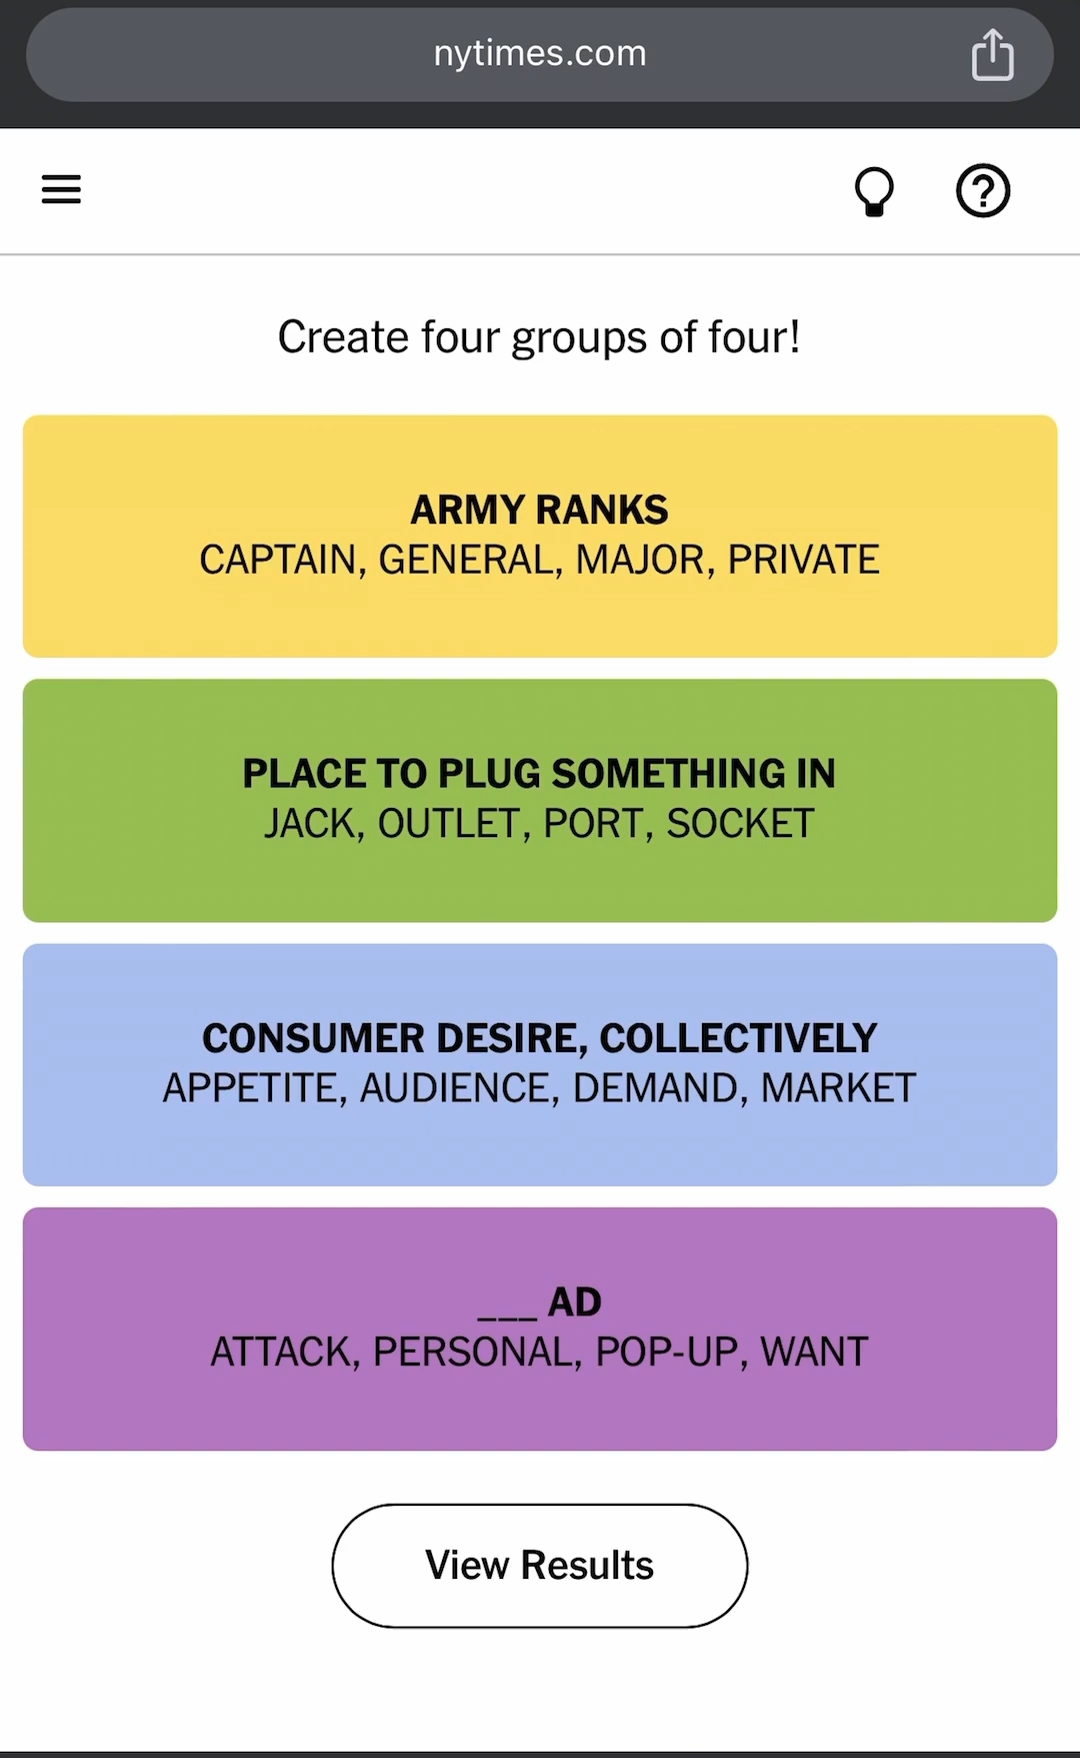 nytimes.com
Create four groups of four!
ARMY RANKS
CAPTAIN, GENERAL, MAJOR, PRIVATE
PLACE TO PLUG SOMETHING IN
JACK, OUTLET, PORT, SOCKET
CONSUMER DESIRE, COLLECTIVELY
APPETITE, AUDIENCE, DEMAND, MARKET
___ AD
ATTACK, PERSONAL, POP-UP, WANT
View Results